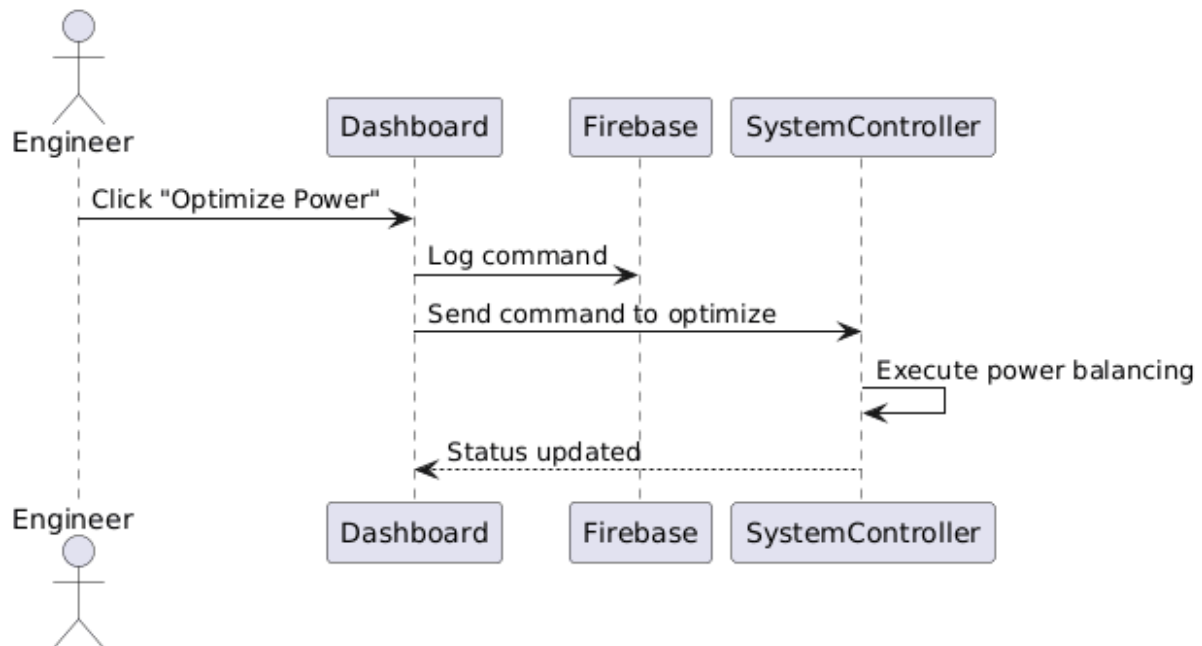 Engineer
Dashboard
Firebase
SystemController
Click "Optimize Power"
Log command
Send command to optimize
Execute power balancing
Status updated
Engineer
Dashboard
Firebase
SystemController